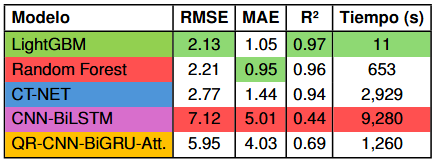 Modelo RMSE MAE R² Tiempo (s)
LightGBM 2.13 1.05 0.97 11
Random Forest 2.21 0.95 0.96 653
CT-NET 2.77 1.44 0.94 2,929
CNN-BiLSTM 7.12 5.01 0.44 9,280
QR-CNN-BiGRU-Att. 5.95 4.03 0.69 1,260